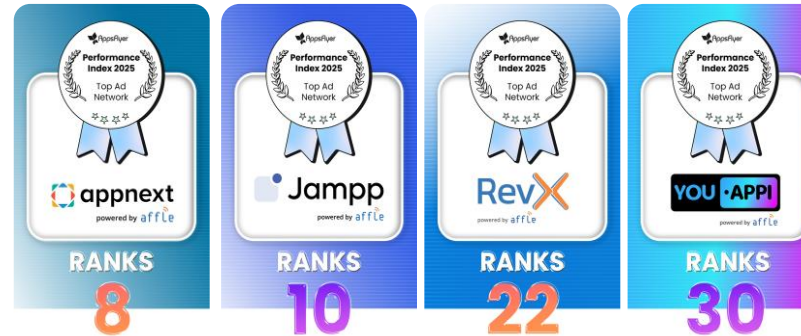 AppsFlyer
Performance
Index 2025
Top Ad
Network
appnext
powered by affle
RANKS
8
AppsFlyer
Performance
Index 2025
Top Ad
Network
Jampp
powered by affle
RANKS
10
AppsFlyer
Performance
Index 2025
Top Ad
Network
RevX
powered by affle
RANKS
22
AppsFlyer
Performance
Index 2025
Top Ad
Network
YOU·APPI
powered by affle
RANKS
30